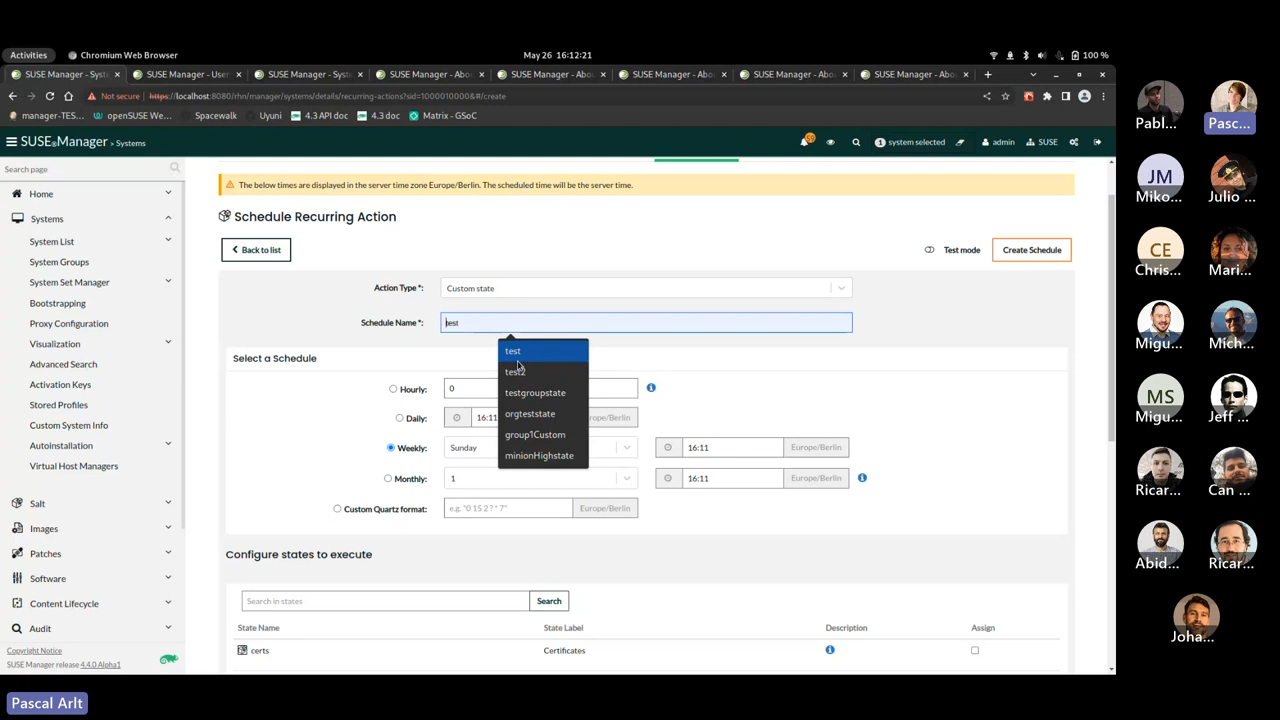 Activities
Chromium Web Browser
May 26 16:12:21
100 %
SUSE Manager - Syst
SUSE Manager - User
SUSE Manager - Syst
SUSE Manager - Abou
SUSE Manager - Abou
SUSE Manager - Abou
SUSE Manager - Abou
SUSE Manager - Abou
Not secure
https://localhost:8080/rhn/manager/systems/details/recurring-actions?sid=1000010000&#/create
manager-TES...
openSUSE We...
Spacewalk
Uyuni
4.3 API doc
4.3 doc
Matrix - GSoC
SUSE Manager > Systems
1 system selected
admin
SUSE
Search page
Home
Systems
System List
System Groups
System Set Manager
Bootstrapping
Proxy Configuration
Visualization
Advanced Search
Activation Keys
Stored Profiles
Custom System Info
Autoinstallation
Virtual Host Managers
Salt
Images
Patches
Software
Content Lifecycle
Audit
Copyright Notice
SUSE Manager release 4.4.0 Alpha1
The below times are displayed in the server time zone Europe/Berlin. The scheduled time will be the server time.
Schedule Recurring Action
Back to list
Test mode
Create Schedule
Action Type *:
Custom state
Schedule Name *:
test
test
test2
testgroupstate
orgteststate
group1Custom
minionHighstate
Select a Schedule
Hourly:
0
Daily:
16:11
rope/Berlin
Weekly:
Sunday
16:11
Europe/Berlin
Monthly:
1
16:11
Europe/Berlin
Custom Quartz format:
e.g. "0 15 2 ? * 7"
Europe/Berlin
Configure states to execute
Search in states
Search
State Name
State Label
Description
Assign
certs
Certificates
Pabl...
Pasc...
JM
Miko...
Julio ...
CE
Chris...
Mari...
Migu...
Mich...
MS
Migu...
Jeff ...
Ricar...
Can ...
Abid...
Ricar...
Joha...
Pascal Arlt